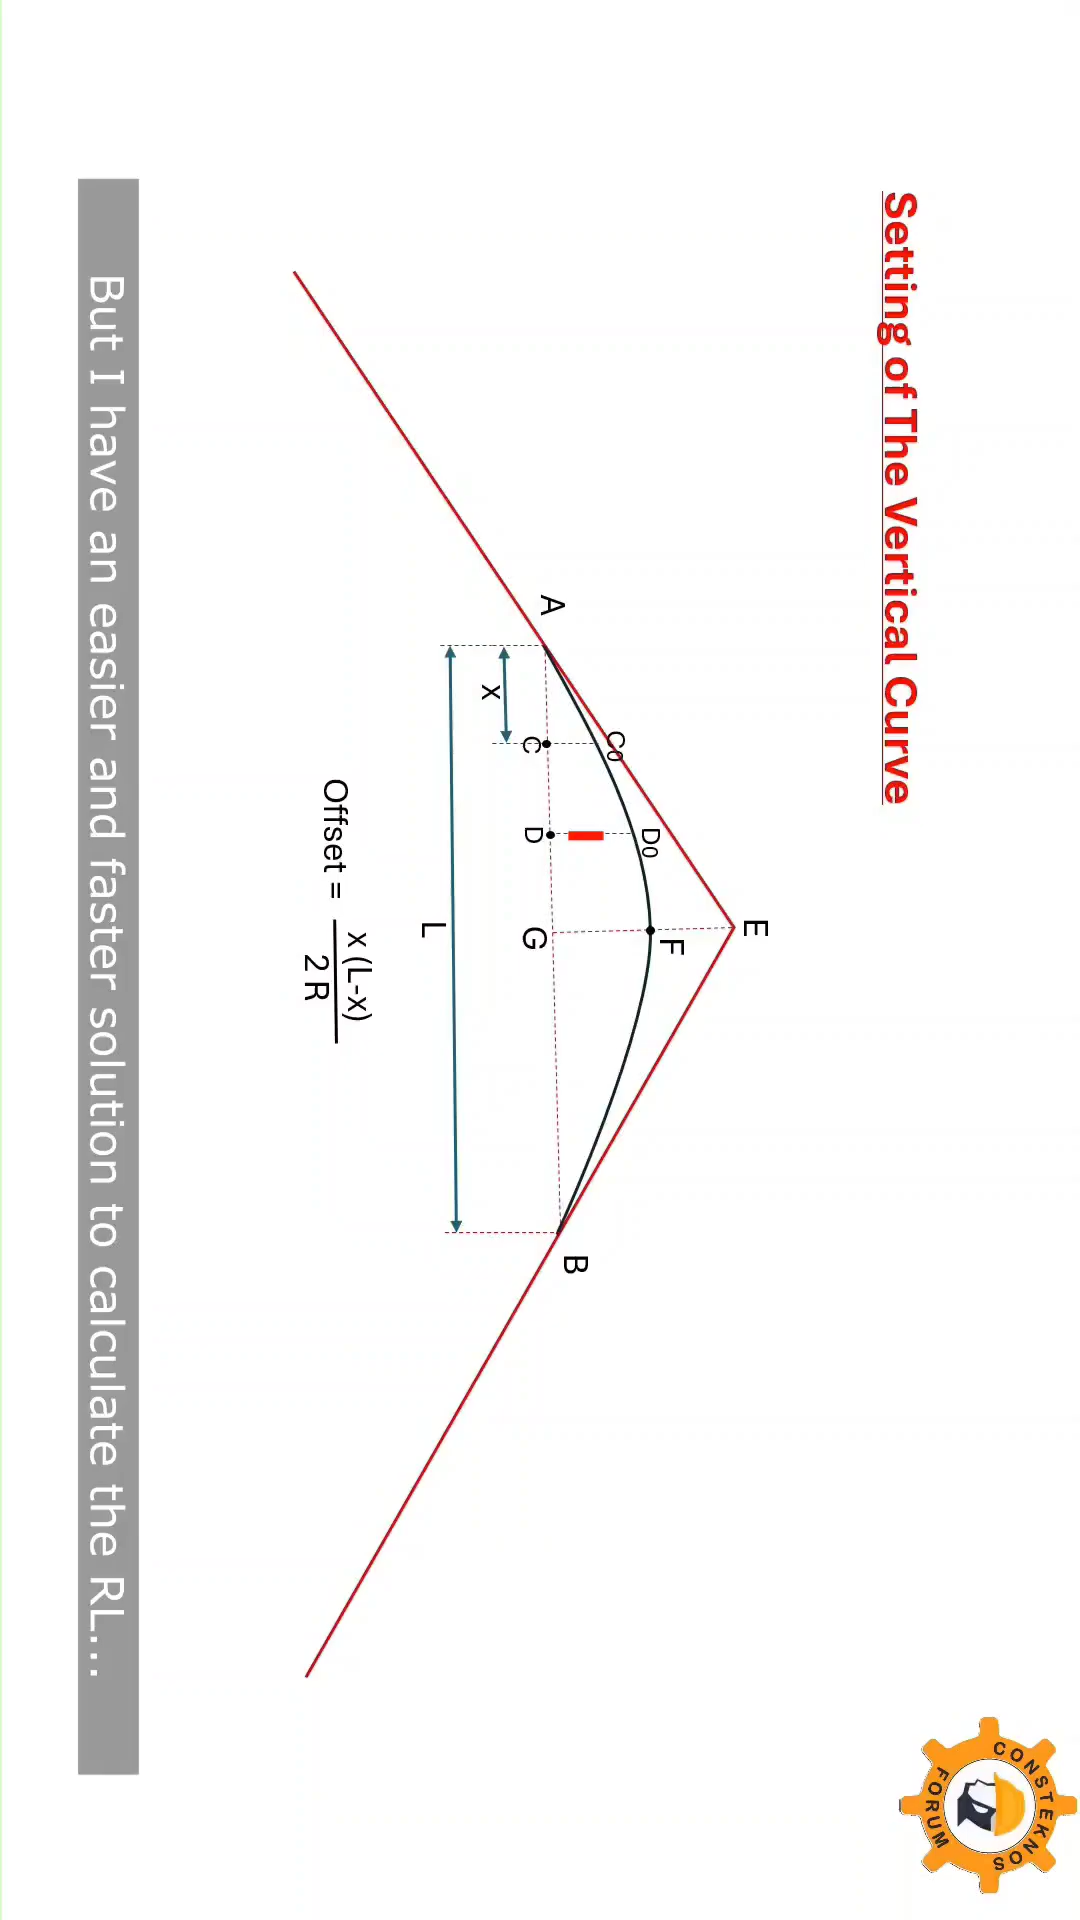 Setting of The Vertical Curve
E
A
C0
D0
F
C
D
G
B
x
L
Offset = x (L-x)
2 R
But I have an easier and faster solution to calculate the RL...
CONSTEKNOS
FORUM